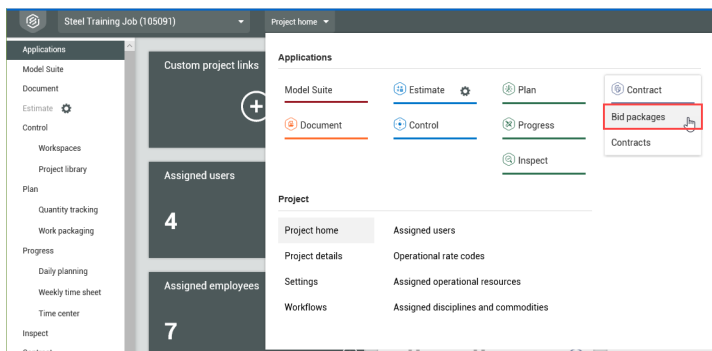 Steel Training Job (105091)
Project home
Applications
Model Suite
Document
Estimate
Control
Workspaces
Project library
Plan
Quantity tracking
Work packaging
Progress
Daily planning
Weekly time sheet
Time center
Inspect
Custom project links
Assigned users
4
Assigned employees
7
Applications
Model Suite
Estimate
Plan
Contract
Document
Control
Progress
Inspect
Bid packages
Contracts
Project
Project home
Assigned users
Project details
Operational rate codes
Settings
Assigned operational resources
Workflows
Assigned disciplines and commodities